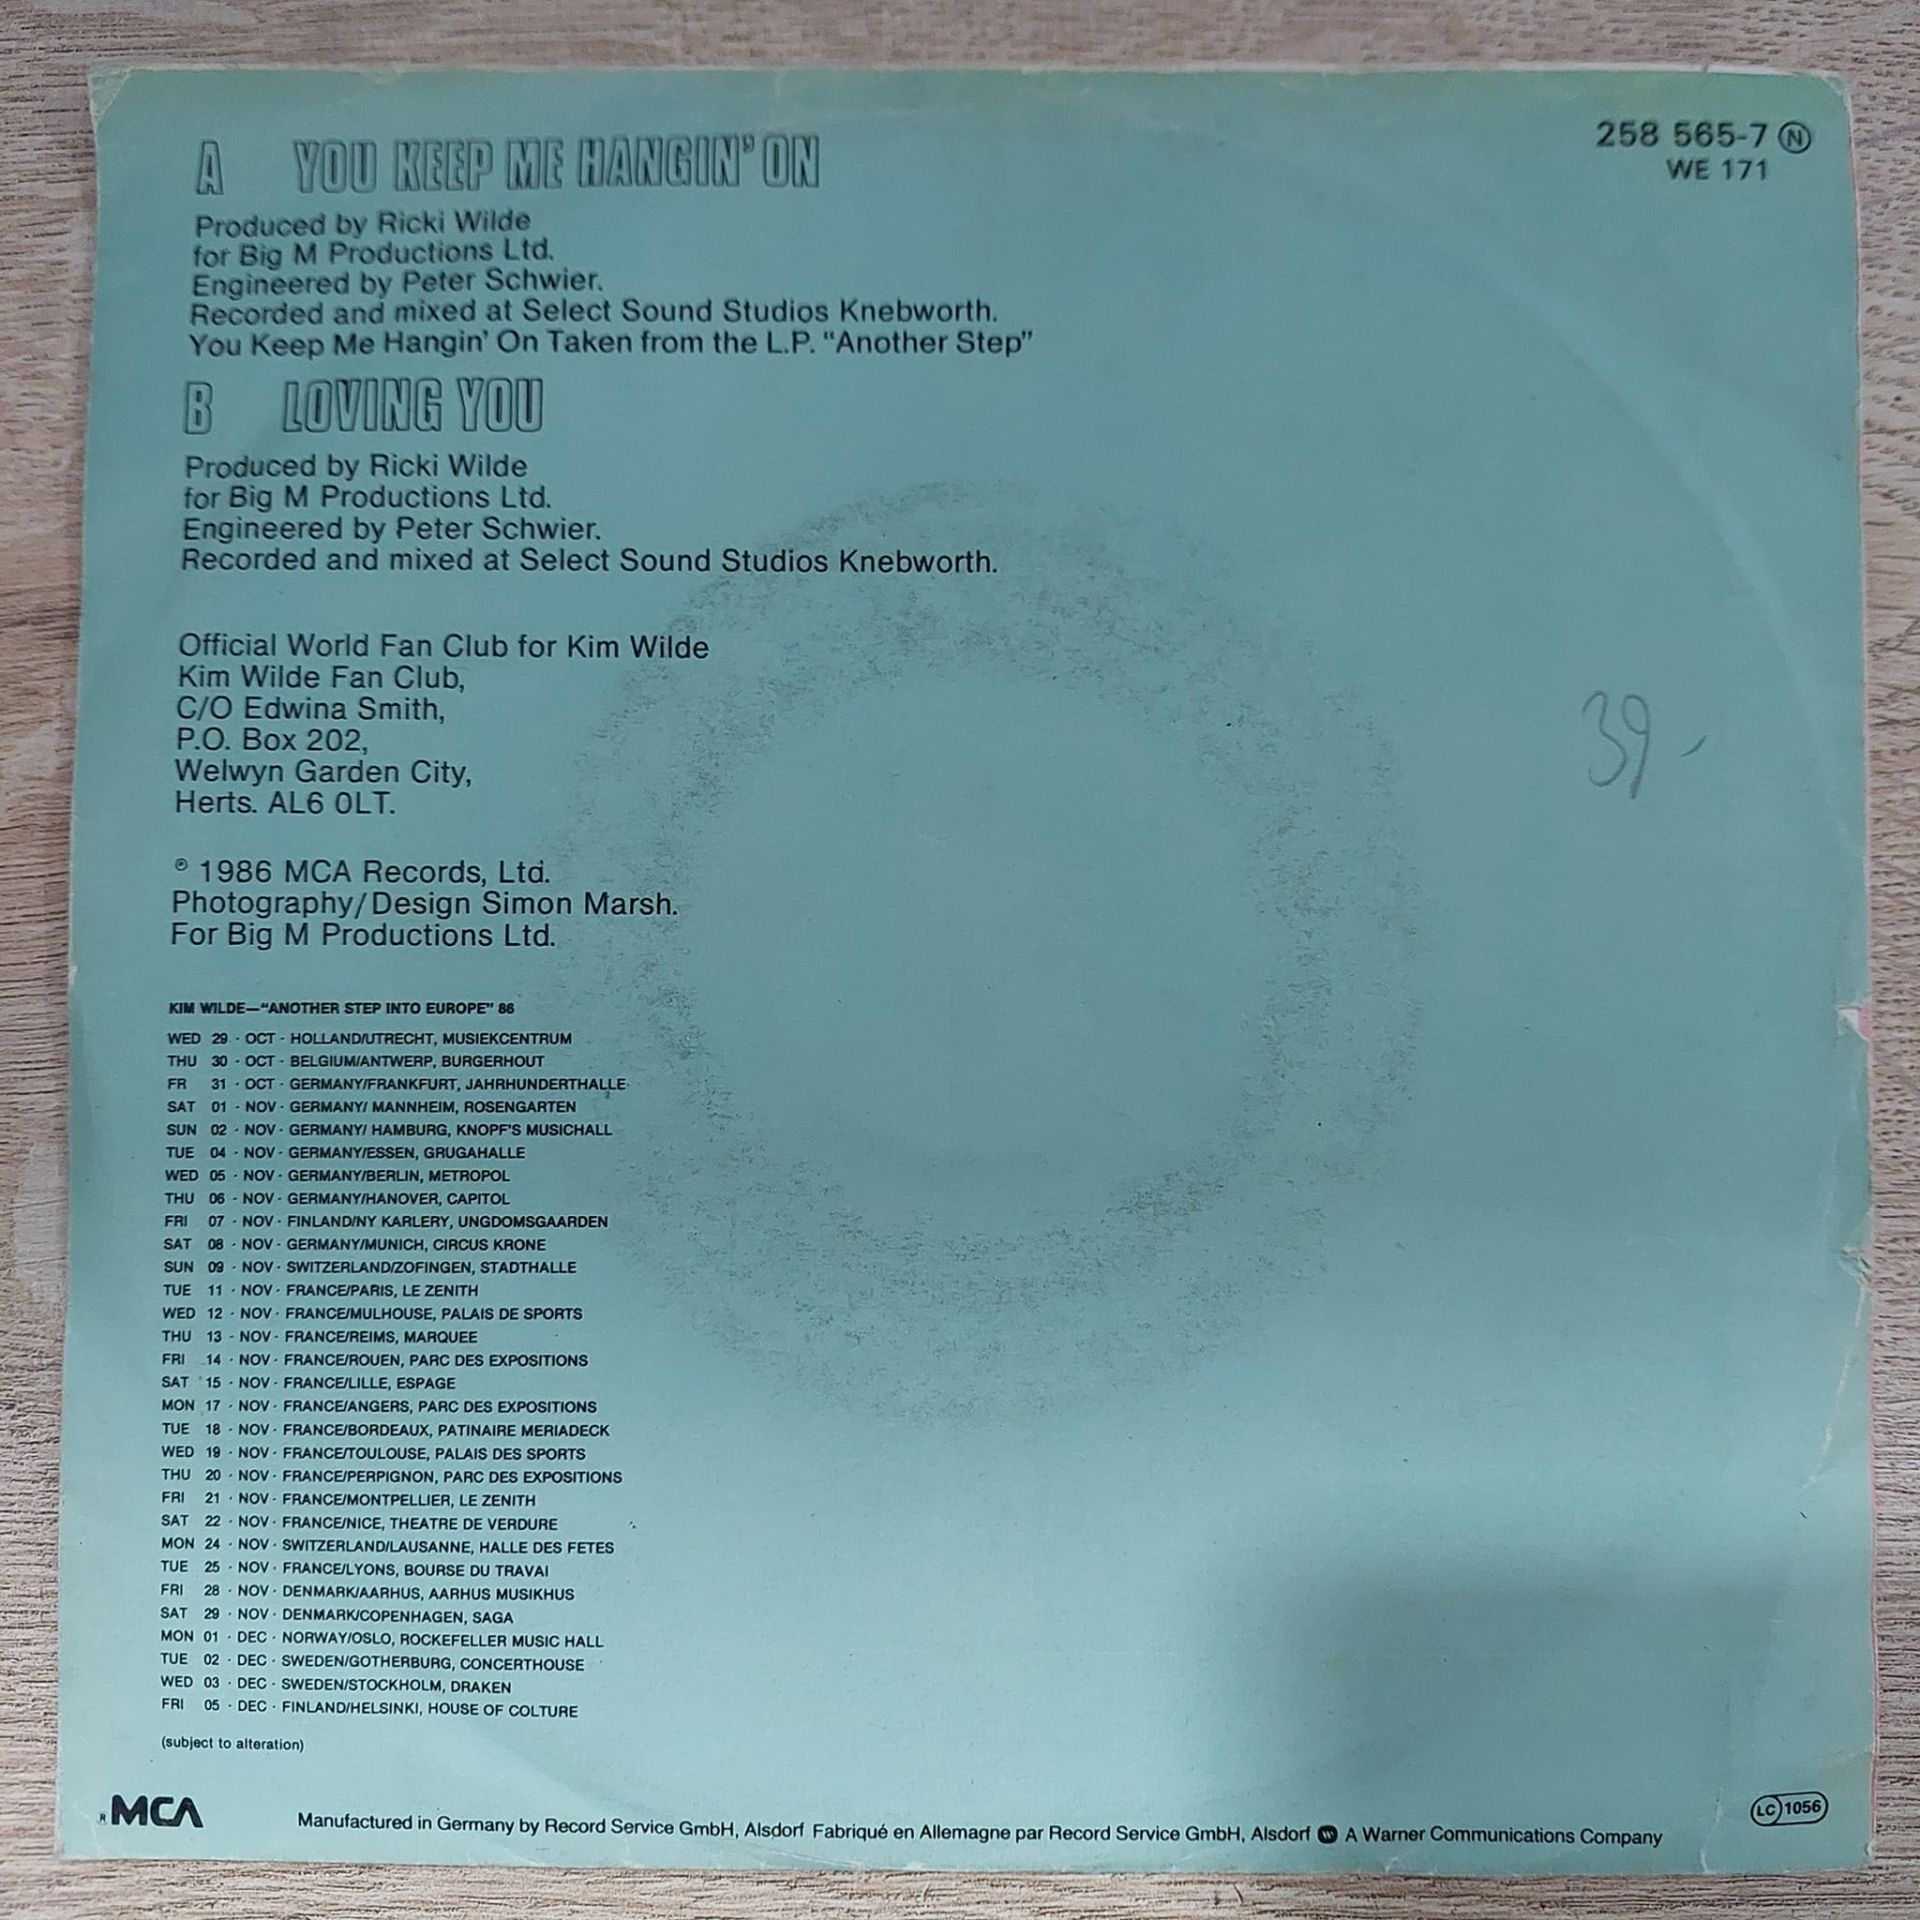 258 565-7 N
WE 171
A YOU KEEP ME HANGIN' ON
Produced by Ricki Wilde
for Big M Productions Ltd.
Engineered by Peter Schwier.
Recorded and mixed at Select Sound Studios Knebworth.
You Keep Me Hangin' On Taken from the L.P. "Another Step"
B LOVING YOU
Produced by Ricki Wilde
for Big M Productions Ltd.
Engineered by Peter Schwier.
Recorded and mixed at Select Sound Studios Knebworth.
Official World Fan Club for Kim Wilde
Kim Wilde Fan Club,
C/O Edwina Smith,
P.O. Box 202,
Welwyn Garden City,
Herts. AL6 0LT.
39 -
℗ 1986 MCA Records, Ltd.
Photography/Design Simon Marsh.
For Big M Productions Ltd.
KIM WILDE—"ANOTHER STEP INTO EUROPE" 86
WED 29 · OCT · HOLLAND/UTRECHT, MUSIEKCENTRUM
THU 30 · OCT · BELGIUM/ANTWERP, BURGERHOUT
FR 31 · OCT · GERMANY/FRANKFURT, JAHRHUNDERTHALLE
SAT 01 · NOV · GERMANY/ MANNHEIM, ROSENGARTEN
SUN 02 · NOV · GERMANY/ HAMBURG, KNOPF'S MUSICHALL
TUE 04 · NOV · GERMANY/ESSEN, GRUGAHALLE
WED 05 · NOV · GERMANY/BERLIN, METROPOL
THU 06 · NOV · GERMANY/HANOVER, CAPITOL
FRI 07 · NOV · FINLAND/NY KARLERY, UNGDOMSGAARDEN
SAT 08 · NOV · GERMANY/MUNICH, CIRCUS KRONE
SUN 09 · NOV · SWITZERLAND/ZOFINGEN, STADTHALLE
TUE 11 · NOV · FRANCE/PARIS, LE ZENITH
WED 12 · NOV · FRANCE/MULHOUSE, PALAIS DE SPORTS
THU 13 · NOV · FRANCE/REIMS, MARQUEE
FRI 14 · NOV · FRANCE/ROUEN, PARC DES EXPOSITIONS
SAT 15 · NOV · FRANCE/LILLE, ESPAGE
MON 17 · NOV · FRANCE/ANGERS, PARC DES EXPOSITIONS
TUE 18 · NOV · FRANCE/BORDEAUX, PATINAIRE MERIADECK
WED 19 · NOV · FRANCE/TOULOUSE, PALAIS DES SPORTS
THU 20 · NOV · FRANCE/PERPIGNON, PARC DES EXPOSITIONS
FRI 21 · NOV · FRANCE/MONTPELLIER, LE ZENITH
SAT 22 · NOV · FRANCE/NICE, THEATRE DE VERDURE
MON 24 · NOV · SWITZERLAND/LAUSANNE, HALLE DES FETES
TUE 25 · NOV · FRANCE/LYONS, BOURSE DU TRAVAI
FRI 28 · NOV · DENMARK/AARHUS, AARHUS MUSIKHUS
SAT 29 · NOV · DENMARK/COPENHAGEN, SAGA
MON 01 · DEC · NORWAY/OSLO, ROCKEFELLER MUSIC HALL
TUE 02 · DEC · SWEDEN/GOTHERBURG, CONCERTHOUSE
WED 03 · DEC · SWEDEN/STOCKHOLM, DRAKEN
FRI 05 · DEC · FINLAND/HELSINKI, HOUSE OF COLTURE
(subject to alteration)
R MCA
Manufactured in Germany by Record Service GmbH, Alsdorf Fabriqué en Allemagne par Record Service GmbH, Alsdorf W A Warner Communications Company
LC 1056